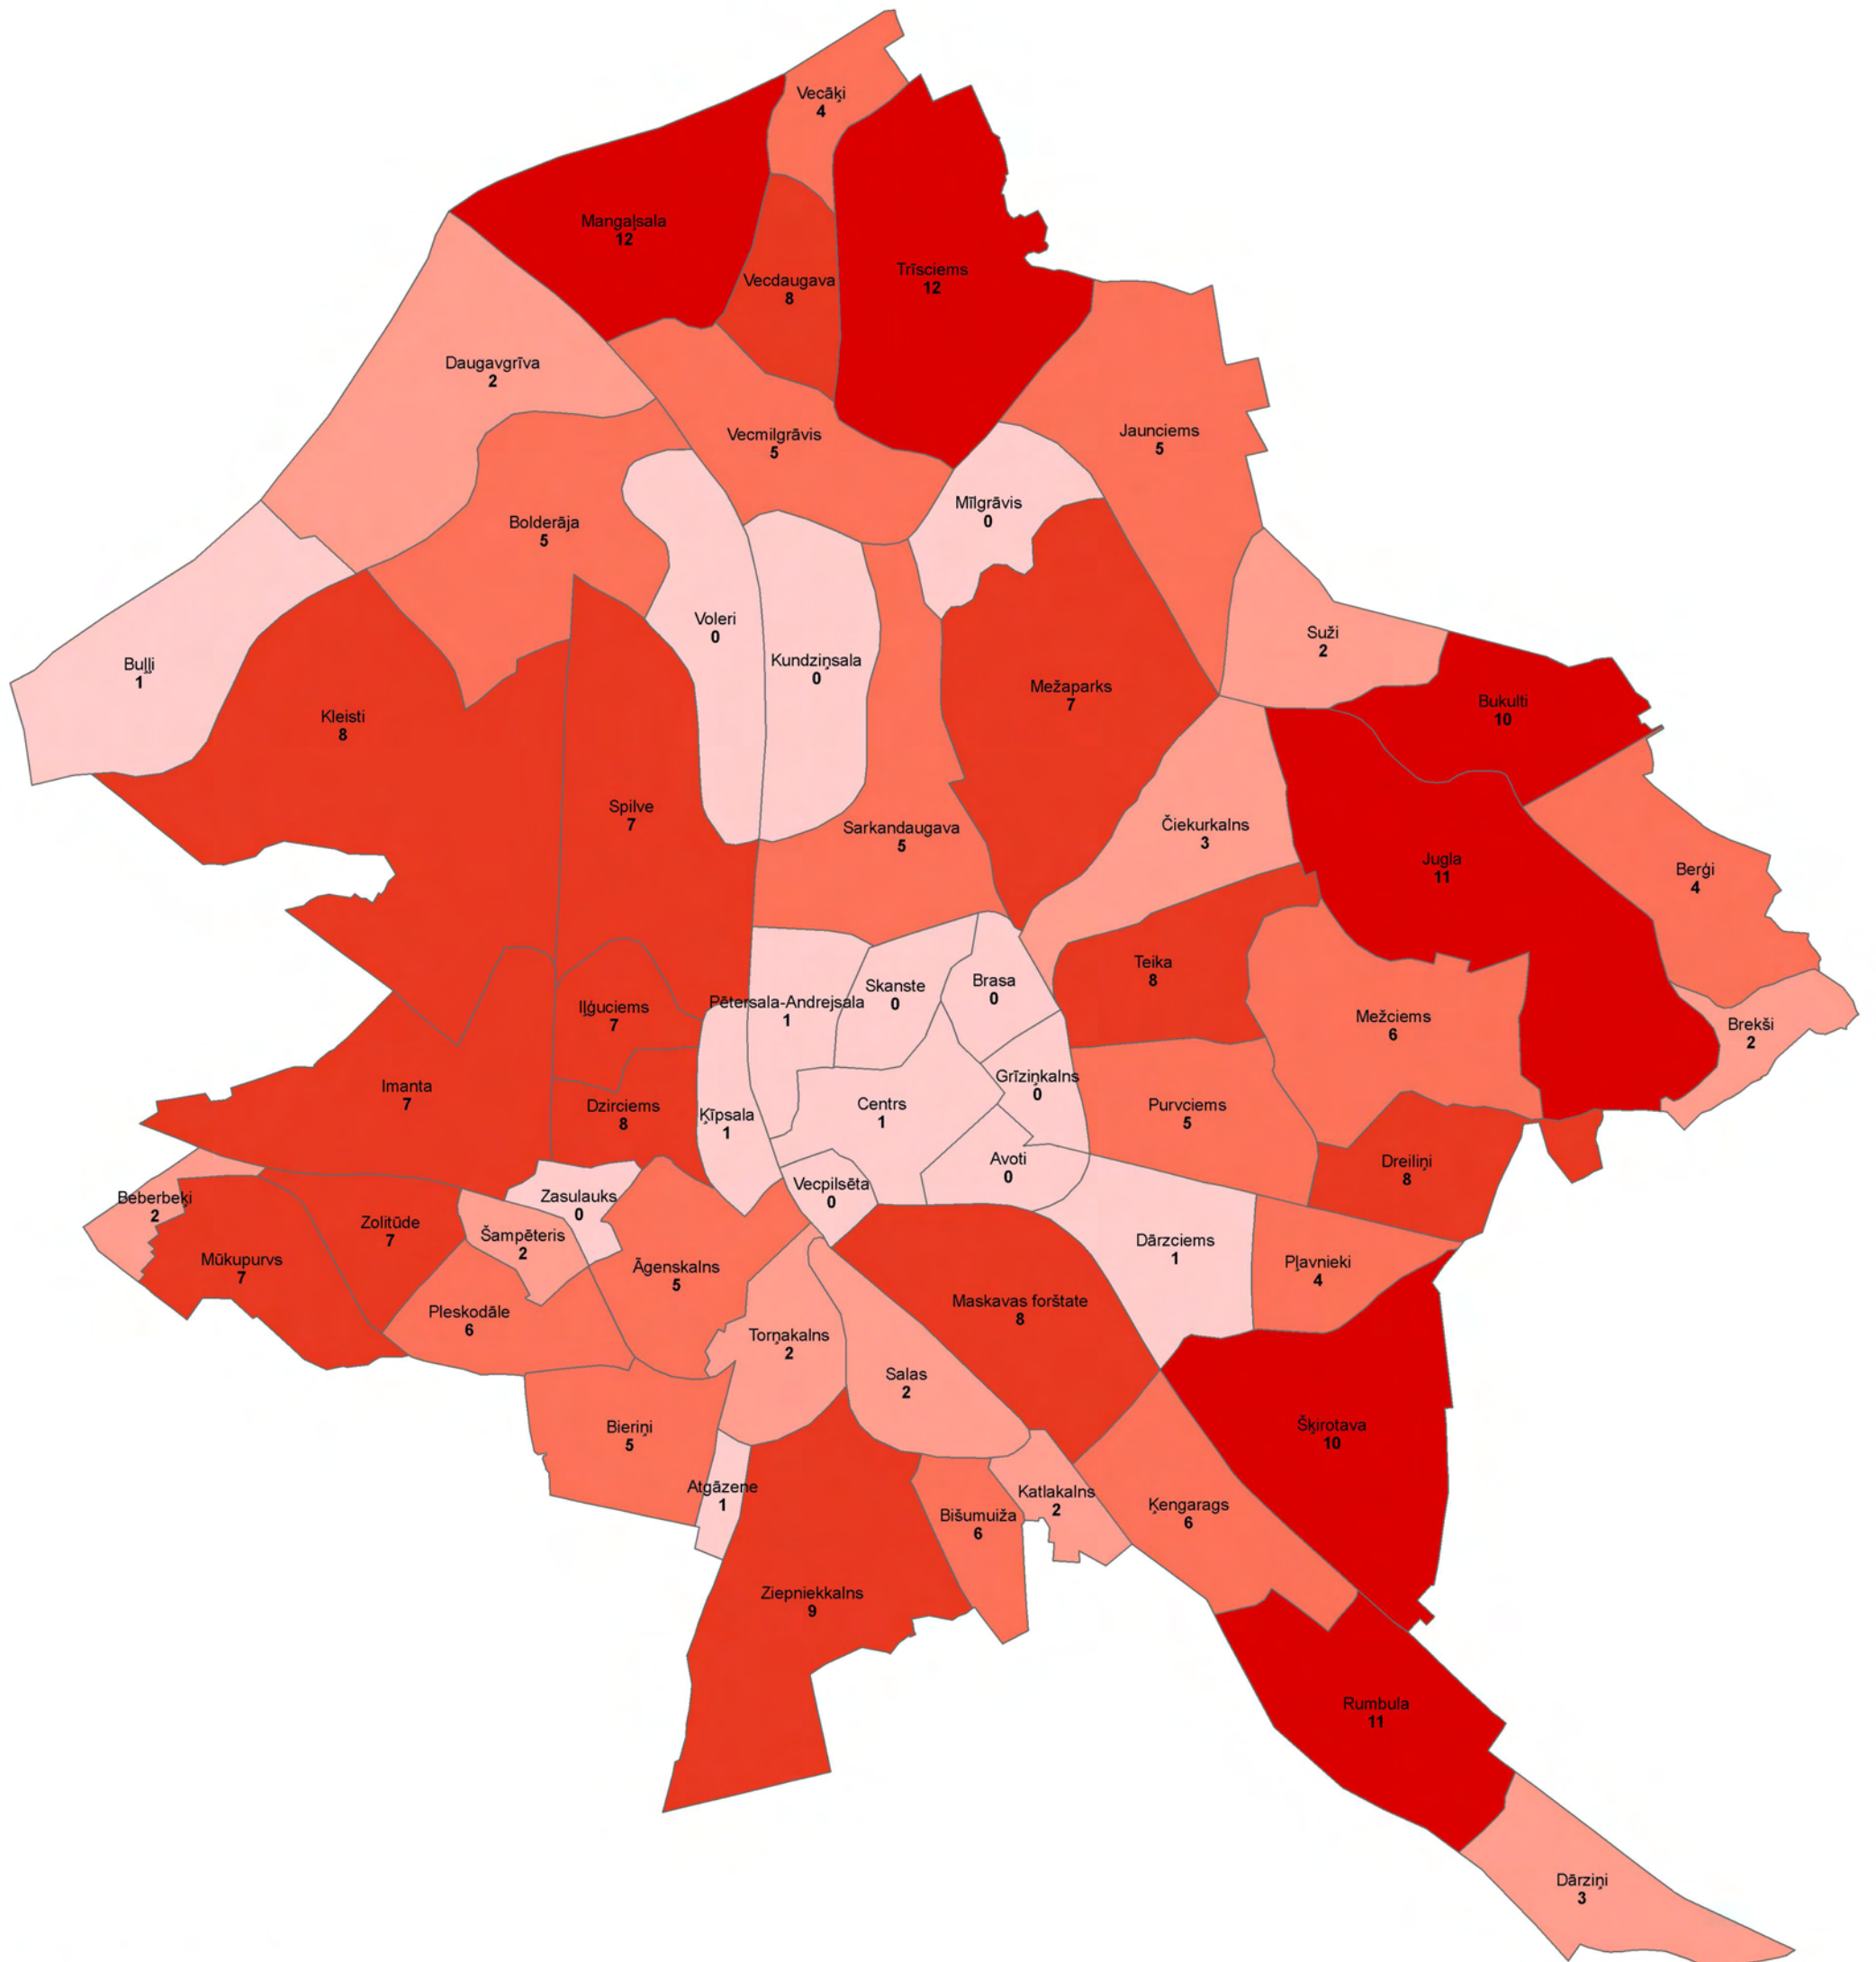 Vecāķi
4
Mangaļsala
12
Trīsciems
12
Vecdaugava
8
Daugavgrīva
2
Vecmilgrāvis
5
Jaunciems
5
Mīlgrāvis
0
Bolderāja
5
Voleri
0
Suži
2
Kundziņsala
0
Buļļi
1
Mežaparks
7
Bukulti
10
Kleisti
8
Spilve
7
Čiekurkalns
3
Sarkandaugava
5
Jugla
11
Berģi
4
Teika
8
Brasa
0
Skanste
0
Pētersala-Andrejsala
1
Iļģuciems
7
Mežciems
6
Brekši
2
Grīziņkalns
0
Imanta
7
Centrs
1
Purvciems
5
Dzirciems
8
Ķīpsala
1
Avoti
0
Dreiliņi
8
Vecpilsēta
0
Zasulauks
0
Beberbeķi
2
Zolitūde
7
Šampēteris
2
Dārzciems
1
Mūkupurvs
7
Āgenskalns
5
Pļavnieki
4
Maskavas forštate
8
Pleskodāle
6
Torņakalns
2
Salas
2
Šķirotava
10
Bieriņi
5
Atgāzene
1
Katlakalns
2
Ķengarags
6
Bišumuiža
6
Ziepniekkalns
9
Rumbula
11
Dārziņi
3